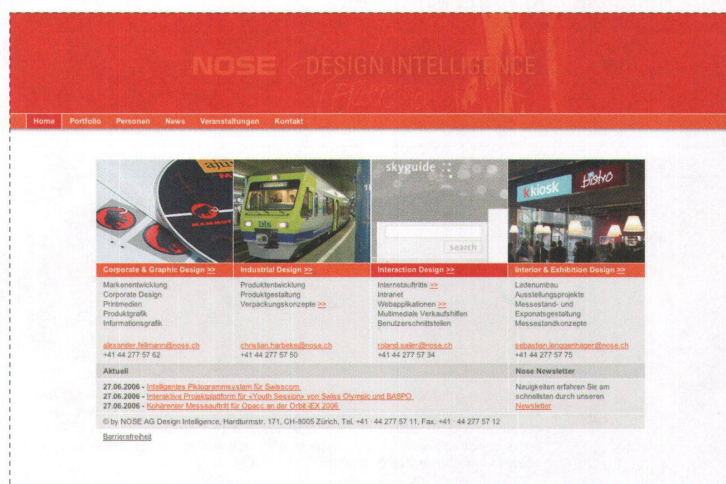 NOSE DESIGN INTELLIGENCE
Home Portfolio Personen News Veranstaltungen Kontakt
skyguide
search
kkiosk
bistro
bls
Corporate & Graphic Design >>
Markenentwicklung
Corporate Design
Printmedien
Produktgrafik
Informationsgrafik
alexander.fellmann@nose.ch
+41 44 277 57 62
Industrial Design >>
Produktentwicklung
Produktgestaltung
Verpackungskonzepte >>
christian.harbeke@nose.ch
+41 44 277 57 50
Interaction Design >>
Internetauftritte >>
Intranet
Webapplikationen >>
Multimediale Verkaufshilfen
Benutzerschnittstellen
roland.sailer@nose.ch
+41 44 277 57 34
Interior & Exhibition Design >>
Ladenumbau
Ausstellungsprojekte
Messestand- und
Exponatsgestaltung
Messestandkonzepte
sebastian.langgenhager@nose.ch
+41 44 277 57 75
Aktuell
27.06.2006 - Intelligentes Piktogrammsystem für Swisscom
27.06.2006 - Interaktive Projektplattform für «Youth Session» von Swiss Olympic und BASPO
27.06.2006 - Kohärenter Messeauftritt für Opacc an der Orbit-iEX 2006
Nose Newsletter
Neuigkeiten erfahren Sie am
schnellsten durch unseren
Newsletter
© by NOSE AG Design Intelligence, Hardturmstr. 171, CH-8005 Zürich, Tel. +41 · 44 277 57 11, Fax. +41 · 44 277 57 12
Barrierefreiheit